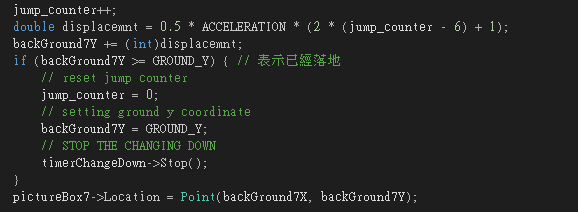 jump_counter++;
double displacemnt = 0.5 * ACCELERATION * (2 * (jump_counter - 6) + 1);
backGround7Y += (int)displacemnt;
if (backGround7Y >= GROUND_Y) { // 表示已經落地
// reset jump counter
jump_counter = 0;
// setting ground y coordinate
backGround7Y = GROUND_Y;
// STOP THE CHANGING DOWN
timerChangeDown->Stop();
}
pictureBox7->Location = Point(backGround7X, backGround7Y);